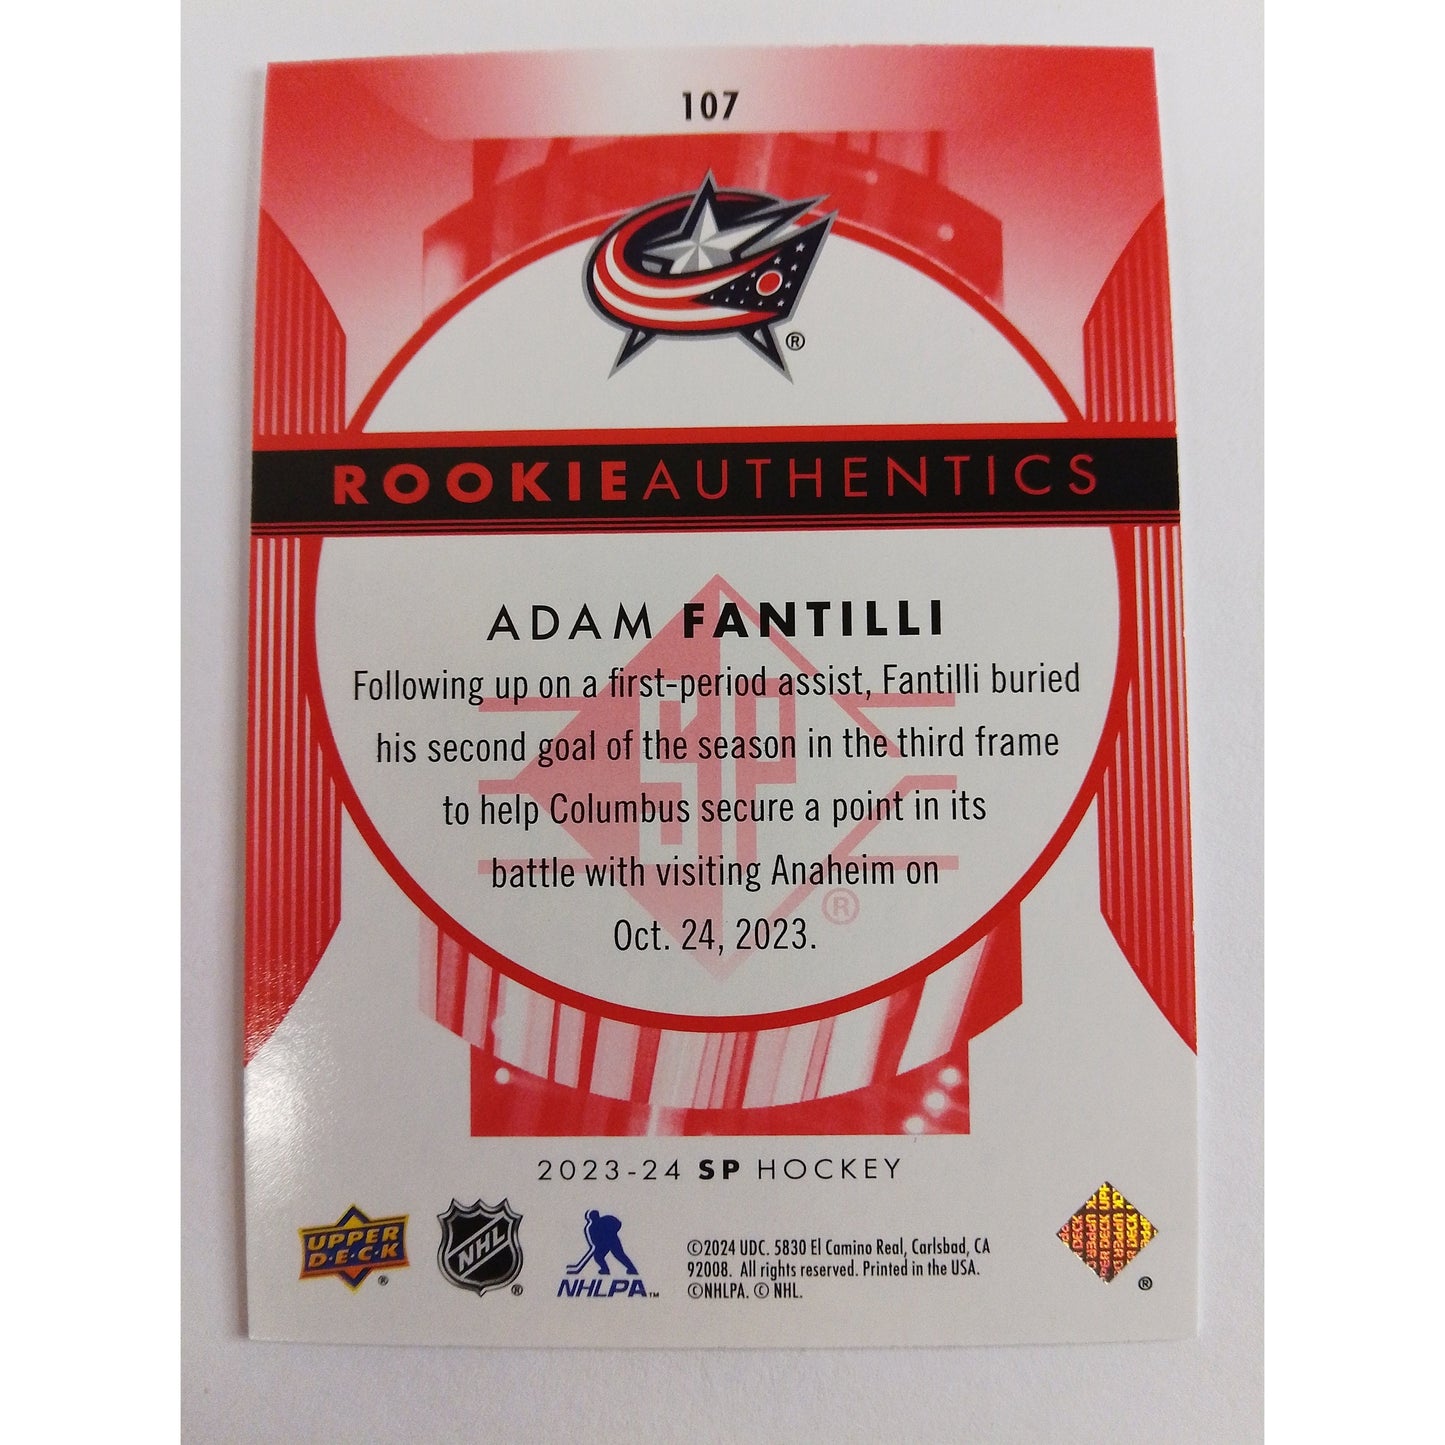 107
®
ROOKIEAUTHENTICS
ADAM FANTILLI
Following up on a first-period assist, Fantilli buried
his second goal of the season in the third frame
to help Columbus secure a point in its
battle with visiting Anaheim on
Oct. 24, 2023.
SP
®
2023-24 SP HOCKEY
UPPER
D·E·C·K
®
NHL
®
NHLPA™
©2024 UDC. 5830 El Camino Real, Carlsbad, CA
92008. All rights reserved. Printed in the USA.
©NHLPA. © NHL.
®